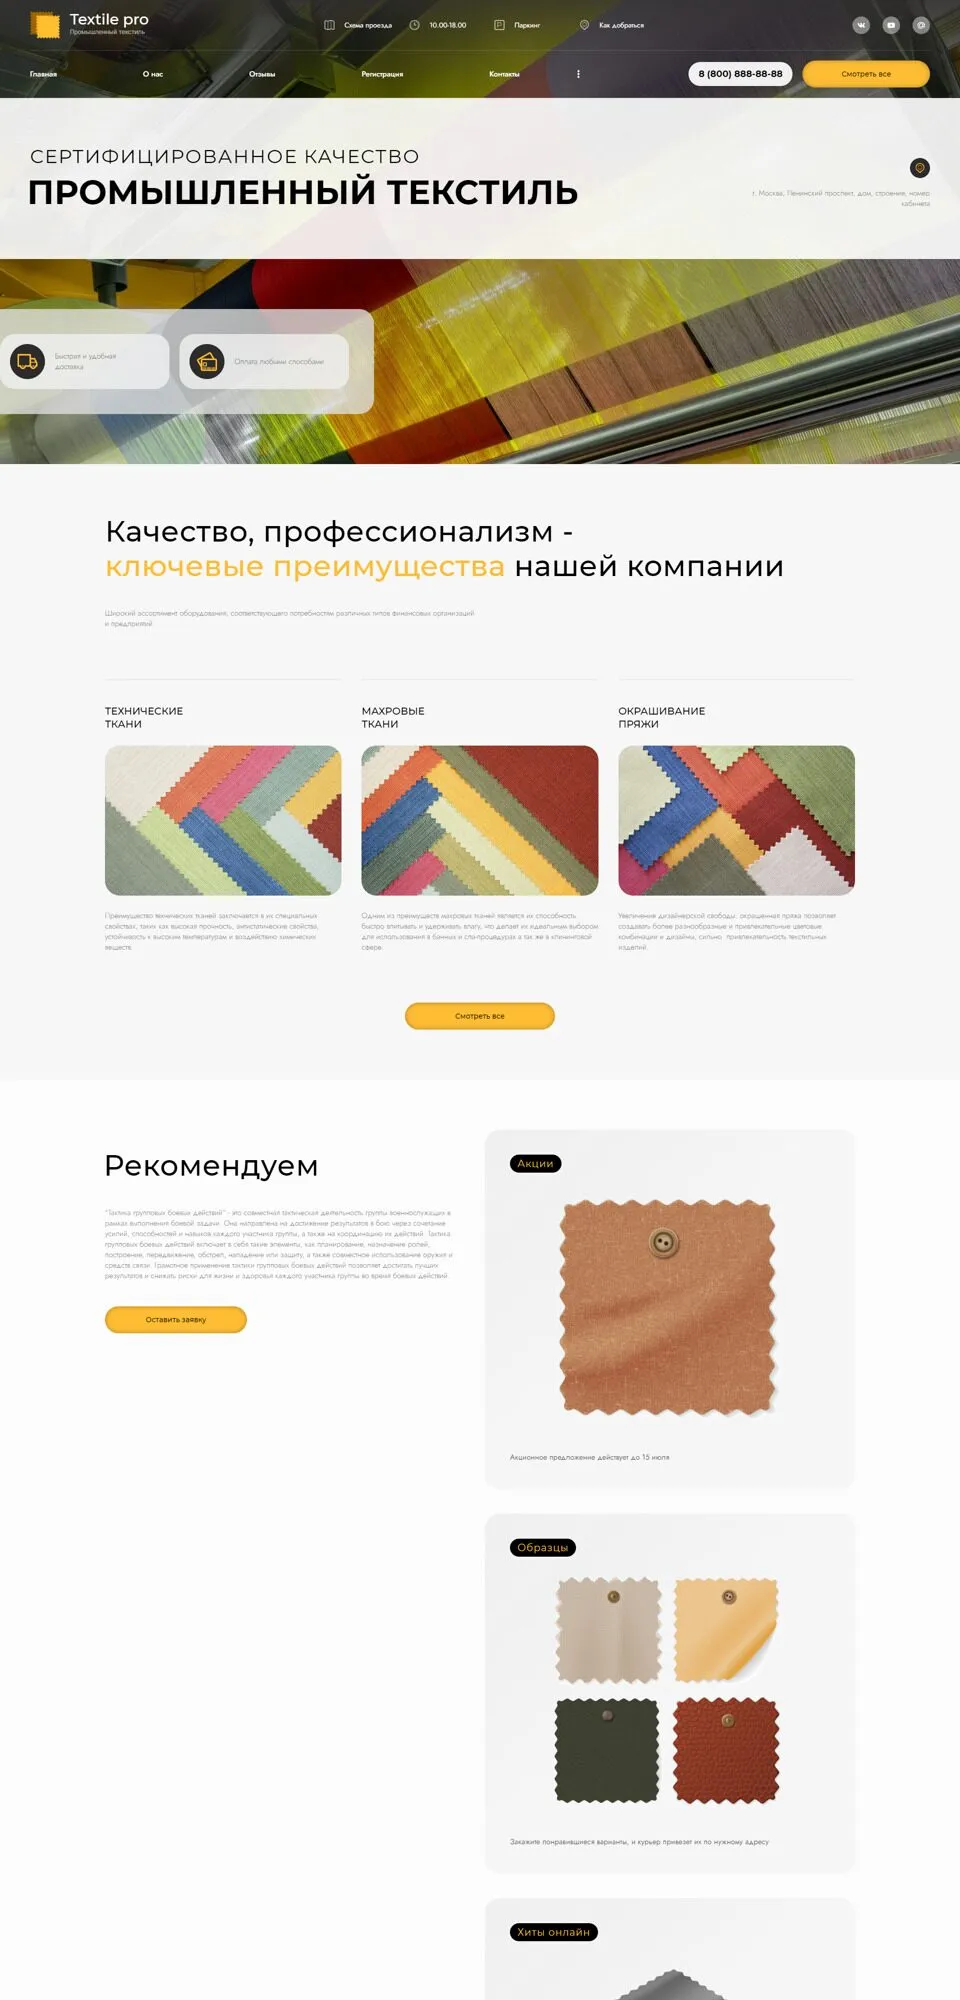 Textile pro
Промышленный текстиль
Схема проезда
10.00-18.00
Паркинг
Как добраться
Главная
О нас
Отзывы
Регистрация
Контакты
8 (800) 888-88-88
Смотреть все
СЕРТИФИЦИРОВАННОЕ КАЧЕСТВО
ПРОМЫШЛЕННЫЙ ТЕКСТИЛЬ
г. Москва, Ленинский проспект, дом, строение, номер
кабинета
Быстрая и удобная
доставка
Оплата любыми способами
Качество, профессионализм -
ключевые преимущества нашей компании
Широкий ассортимент оборудования, соответствующего потребностям различных типов финансовых организаций
и предприятий.
ТЕХНИЧЕСКИЕ
ТКАНИ
Преимущество технических тканей заключается в их специальных
свойствах, таких как высокая прочность, антистатические свойства,
устойчивость к высоким температурам и воздействию химических
веществ.
МАХРОВЫЕ
ТКАНИ
Одним из преимуществ махровых тканей является их способность
быстро впитывать и удерживать влагу, что делает их идеальным выбором
для использования в банных и спа-процедурах а так же в клининговой
сфере.
ОКРАШИВАНИЕ
ПРЯЖИ
Увеличение дизайнерской свободы: окрашенная пряжа позволяет
создавать более разнообразные и привлекательные цветовые
комбинации и дизайны, сильно привлекательность текстильных
изделий.
Смотреть все
Рекомендуем
"Тактика групповых боевых действий" - это совместная тактическая деятельность группы военнослужащих в
рамках выполнения боевой задачи. Она направлена на достижение результатов в бою через сочетание
усилий, способностей и навыков каждого участника группы, а также на координацию их действий. Тактика
групповых боевых действий включает в себя такие элементы, как планирование, назначение ролей,
построение, передвижение, обстрел, нападение или защиту, а также совместное использование оружия и
средств связи. Грамотное применение тактики групповых боевых действий позволяет достигать лучших
результатов и снижать риски для жизни и здоровья каждого участника группы во время боевых действий.
Оставить заявку
Акции
Акционное предложение действует до 15 июля
Образцы
Закажите понравившиеся варианты, и курьер привезет их по нужному адресу
Хиты онлайн